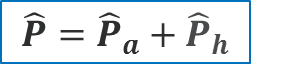 P̂ = P̂ₐ + P̂ₕ